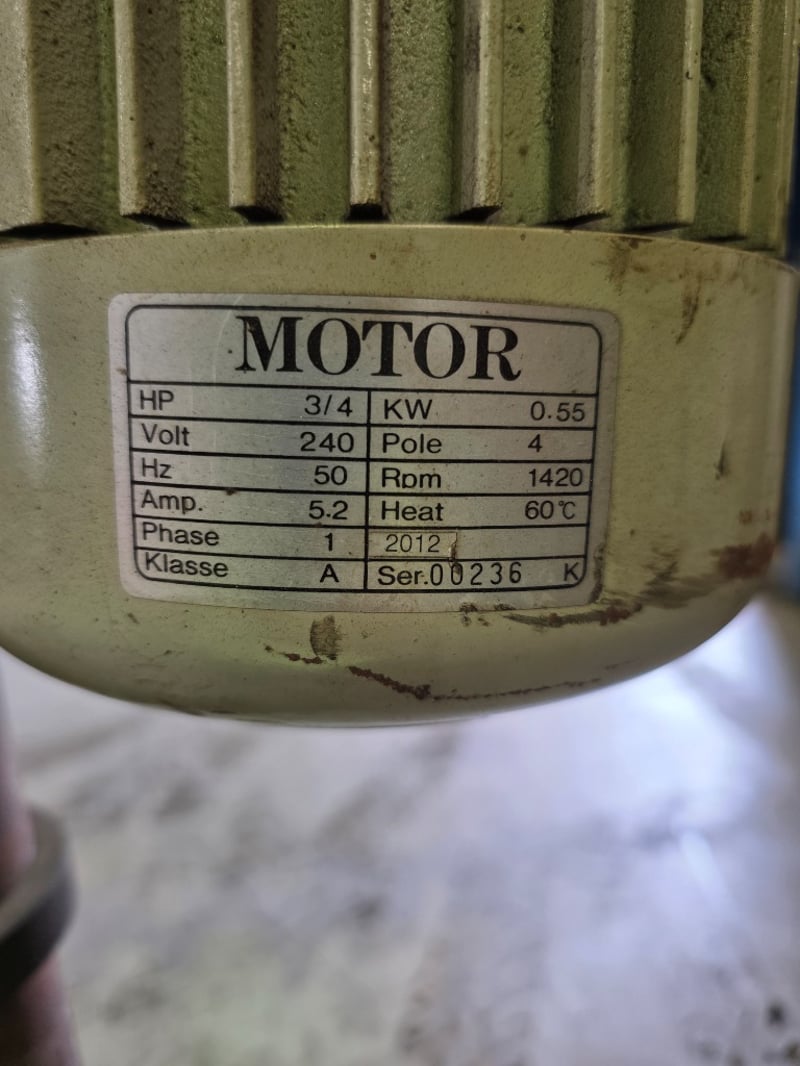 MOTOR
HP 3/4 KW 0.55
Volt 240 Pole 4
Hz 50 Rpm 1420
Amp. 5.2 Heat 60°C
Phase 1 2012
Klasse A Ser.00236 K